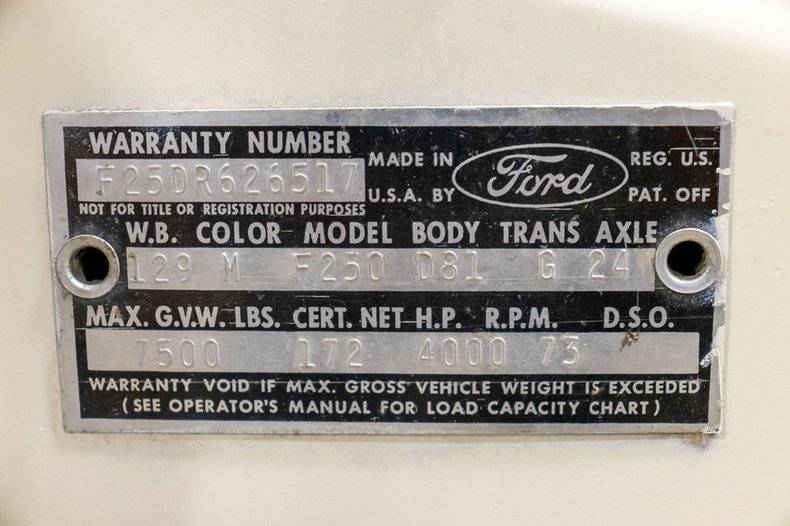 WARRANTY NUMBER
F25DR626517
NOT FOR TITLE OR REGISTRATION PURPOSES
MADE IN
U.S.A. BY
Ford
REG. U.S.
PAT. OFF
W.B. COLOR MODEL BODY TRANS AXLE
129 M F250 D81 G 24
MAX. G.V.W. LBS. CERT. NET H.P. R.P.M. D.S.O.
7500 172 4000 73
WARRANTY VOID IF MAX. GROSS VEHICLE WEIGHT IS EXCEEDED
(SEE OPERATOR'S MANUAL FOR LOAD CAPACITY CHART)